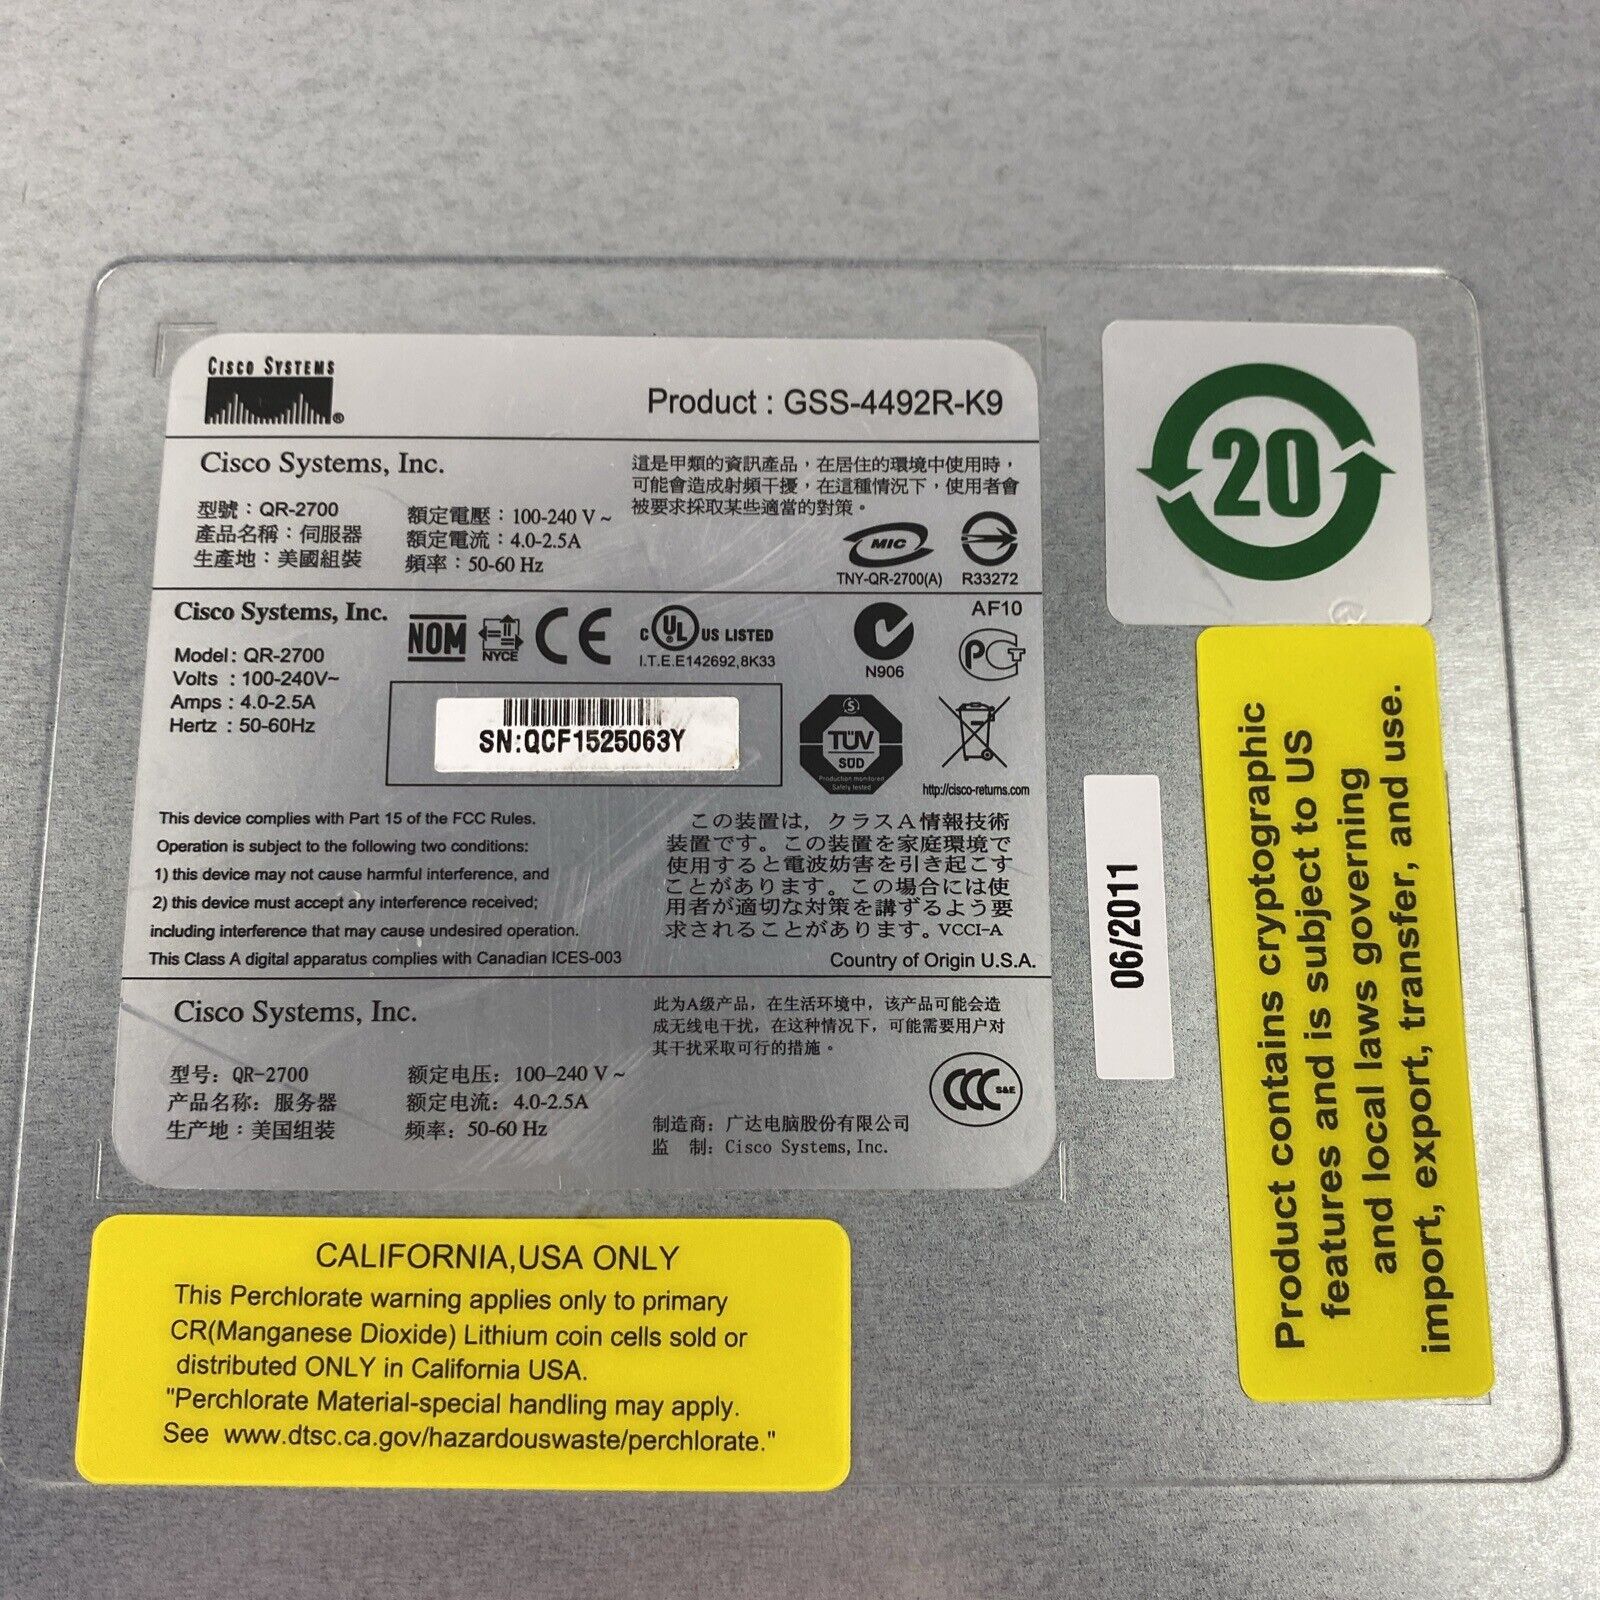 CISCO SYSTEMS
Product : GSS-4492R-K9
Cisco Systems, Inc.
型號：QR-2700
產品名稱：伺服器
生產地：美國組裝
額定電壓：100-240 V ~
額定電流：4.0-2.5A
頻率：50-60 Hz
這是甲類的資訊產品，在居住的環境中使用時，
可能會造成射頻干擾，在這種情況下，使用者會
被要求採取某些適當的對策。
MIC
TNY-QR-2700(A)
R33272
Cisco Systems, Inc.
Model: QR-2700
Volts : 100-240V~
Amps : 4.0-2.5A
Hertz : 50-60Hz
NOM
NYCE
CE
C UL US LISTED
I.T.E.E142692,8K33
N906
AF10
PCT
SN:QCF1525063Y
S
TÜV
SÜD
Production monitored
Safety tested
http://cisco-returns.com
This device complies with Part 15 of the FCC Rules.
Operation is subject to the following two conditions:
1) this device may not cause harmful interference, and
2) this device must accept any interference received;
including interference that may cause undesired operation.
This Class A digital apparatus complies with Canadian ICES-003
この装置は，クラスA情報技術
装置です。この装置を家庭環境で
使用すると電波妨害を引き起こす
ことがあります。この場合には使
用者が適切な対策を講ずるよう要
求されることがあります。VCCI-A
Country of Origin U.S.A.
Cisco Systems, Inc.
型号：QR-2700
产品名称：服务器
生产地：美国组装
额定电压：100-240 V ~
额定电流：4.0-2.5A
频率：50-60 Hz
此为A级产品，在生活环境中，该产品可能会造
成无线电干扰，在这种情况下，可能需要用户对
其干扰采取可行的措施。
制造商：广达电脑股份有限公司
监 制：Cisco Systems, Inc.
CCC S&E
20
06/2011
Product contains cryptographic
features and is subject to US
and local laws governing
import, export, transfer, and use.
CALIFORNIA,USA ONLY
This Perchlorate warning applies only to primary
CR(Manganese Dioxide) Lithium coin cells sold or
distributed ONLY in California USA.
"Perchlorate Material-special handling may apply.
See www.dtsc.ca.gov/hazardouswaste/perchlorate."